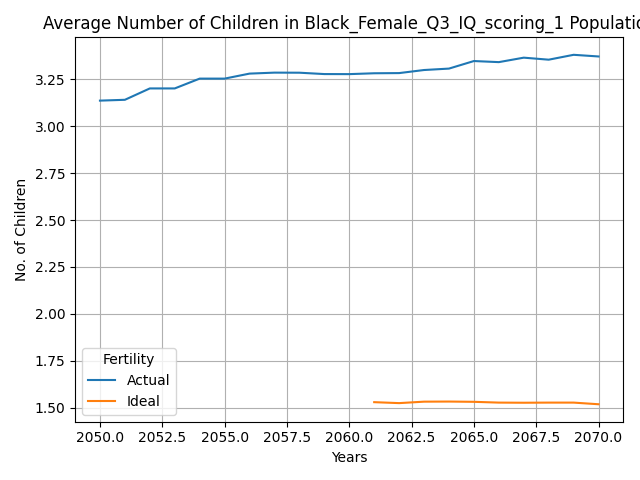 Average Number of Children in Black_Female_Q3_IQ_scoring_1 Populatio
3.25
3.00
2.75
2.50
2.25
2.00
1.75
1.50
No. of Children
Fertility
Actual
Ideal
2050.0 2052.5 2055.0 2057.5 2060.0 2062.5 2065.0 2067.5 2070.0
Years